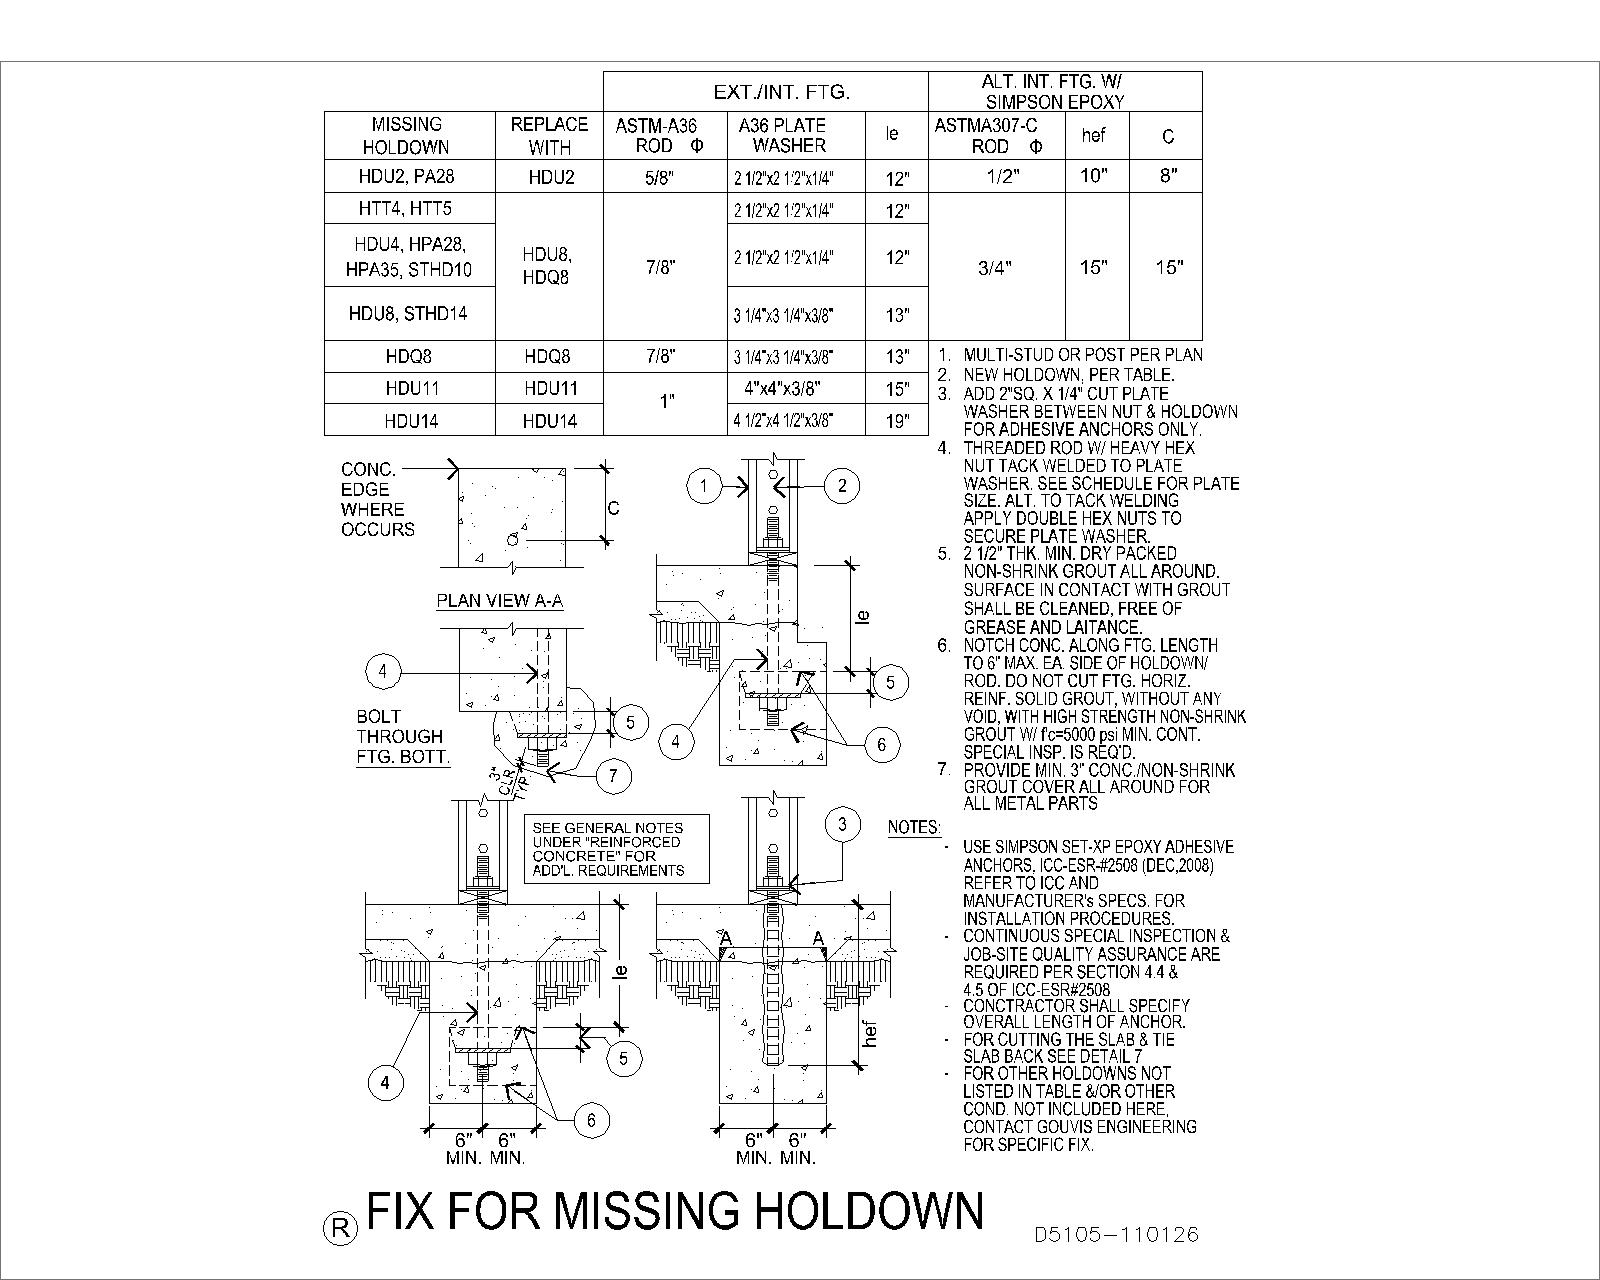 EXT./INT. FTG.
ALT. INT. FTG. W/
SIMPSON EPOXY
MISSING
HOLDOWN
REPLACE
WITH
ASTM-A36
ROD Φ
A36 PLATE
WASHER
le
ASTMA307-C
ROD Φ
hef
C
HDU2, PA28 HDU2 5/8" 2 1/2"x2 1/2"x1/4" 12" 1/2" 10" 8"
HTT4, HTT5 2 1/2"x2 1/2"x1/4" 12"
HDU4, HPA28,
HPA35, STHD10
HDU8,
HDQ8
7/8" 2 1/2"x2 1/2"x1/4" 12" 3/4" 15" 15"
HDU8, STHD14 3 1/4"x3 1/4"x3/8" 13"
HDQ8 HDQ8 7/8" 3 1/4"x3 1/4"x3/8" 13"
HDU11 HDU11 1" 4"x4"x3/8" 15"
HDU14 HDU14 4 1/2"x4 1/2"x3/8" 19"
1. MULTI-STUD OR POST PER PLAN
2. NEW HOLDOWN, PER TABLE.
3. ADD 2"SQ. X 1/4" CUT PLATE
WASHER BETWEEN NUT & HOLDOWN
FOR ADHESIVE ANCHORS ONLY.
4. THREADED ROD W/ HEAVY HEX
NUT TACK WELDED TO PLATE
WASHER. SEE SCHEDULE FOR PLATE
SIZE. ALT. TO TACK WELDING
APPLY DOUBLE HEX NUTS TO
SECURE PLATE WASHER.
5. 2 1/2" THK. MIN. DRY PACKED
NON-SHRINK GROUT ALL AROUND.
SURFACE IN CONTACT WITH GROUT
SHALL BE CLEANED, FREE OF
GREASE AND LAITANCE.
6. NOTCH CONC. ALONG FTG. LENGTH
TO 6" MAX. EA. SIDE OF HOLDOWN/
ROD. DO NOT CUT FTG. HORIZ.
REINF. SOLID GROUT, WITHOUT ANY
VOID, WITH HIGH STRENGTH NON-SHRINK
GROUT W/ f'c=5000 psi MIN. CONT.
SPECIAL INSP. IS REQ'D.
7. PROVIDE MIN. 3" CONC./NON-SHRINK
GROUT COVER ALL AROUND FOR
ALL METAL PARTS
NOTES:
- USE SIMPSON SET-XP EPOXY ADHESIVE
ANCHORS, ICC-ESR-#2508 (DEC,2008)
REFER TO ICC AND
MANUFACTURER's SPECS. FOR
INSTALLATION PROCEDURES.
- CONTINUOUS SPECIAL INSPECTION &
JOB-SITE QUALITY ASSURANCE ARE
REQUIRED PER SECTION 4.4 &
4.5 OF ICC-ESR#2508
- CONCTRACTOR SHALL SPECIFY
OVERALL LENGTH OF ANCHOR.
- FOR CUTTING THE SLAB & TIE
SLAB BACK SEE DETAIL 7
- FOR OTHER HOLDOWNS NOT
LISTED IN TABLE &/OR OTHER
COND. NOT INCLUDED HERE,
CONTACT GOUVIS ENGINEERING
FOR SPECIFIC FIX.
CONC.
EDGE
WHERE
OCCURS
C
PLAN VIEW A-A
1
2
le
4
5
6
4
BOLT
THROUGH
FTG. BOTT.
5
7
3"
CLR
TYP
SEE GENERAL NOTES
UNDER "REINFORCED
CONCRETE" FOR
ADD'L. REQUIREMENTS
le
4
5
6
6" 6"
MIN. MIN.
3
A A
hef
6" 6"
MIN. MIN.
R FIX FOR MISSING HOLDOWN
D5105-110126